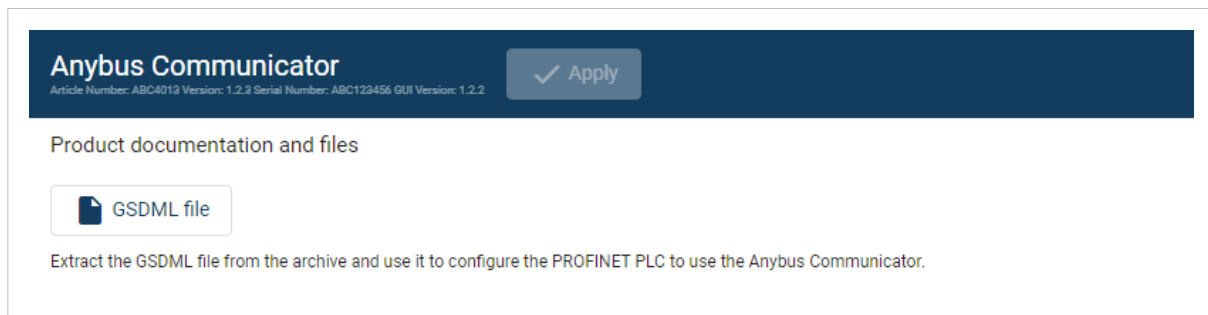 Anybus Communicator
Article Number: ABC4013 Version: 1.2.3 Serial Number: ABC123456 GUI Version: 1.2.2
Apply
Product documentation and files
GSDML file
Extract the GSDML file from the archive and use it to configure the PROFINET PLC to use the Anybus Communicator.